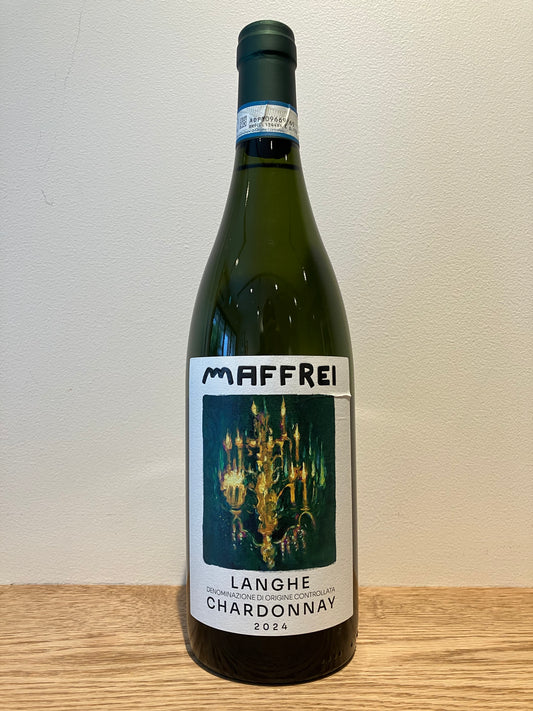 MAFFREI
LANGHE
DENOMINAZIONE DI ORIGINE CONTROLLATA
CHARDONNAY
2024